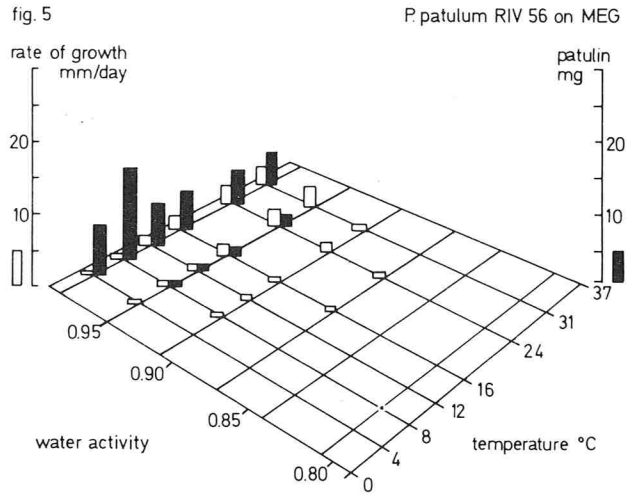 fig. 5
P. patulum RIV 56 on MEG
rate of growth
mm/day
patulin
mg
20
20
10
10
37
31
24
16
12
8
4
0
0.95
0.90
0.85
0.80
water activity
temperature °C